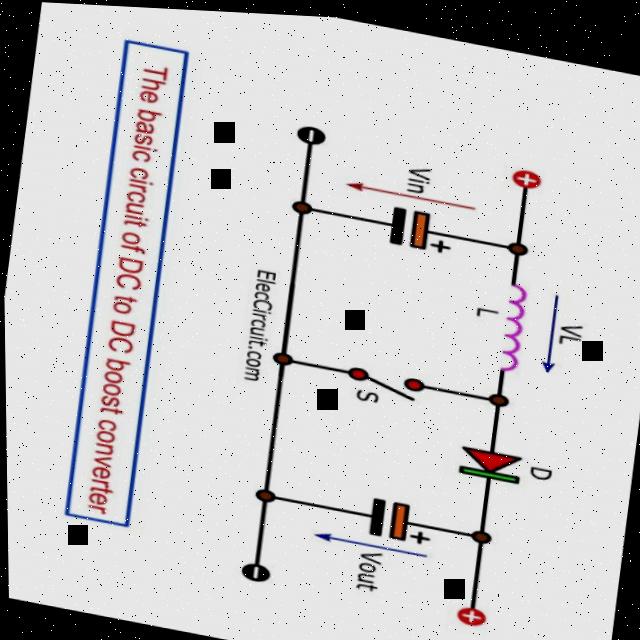 VL
L
D
+
+
Vin
S
Vout
+
+
ElecCircuit.com
The basic circuit of DC to DC boost converter